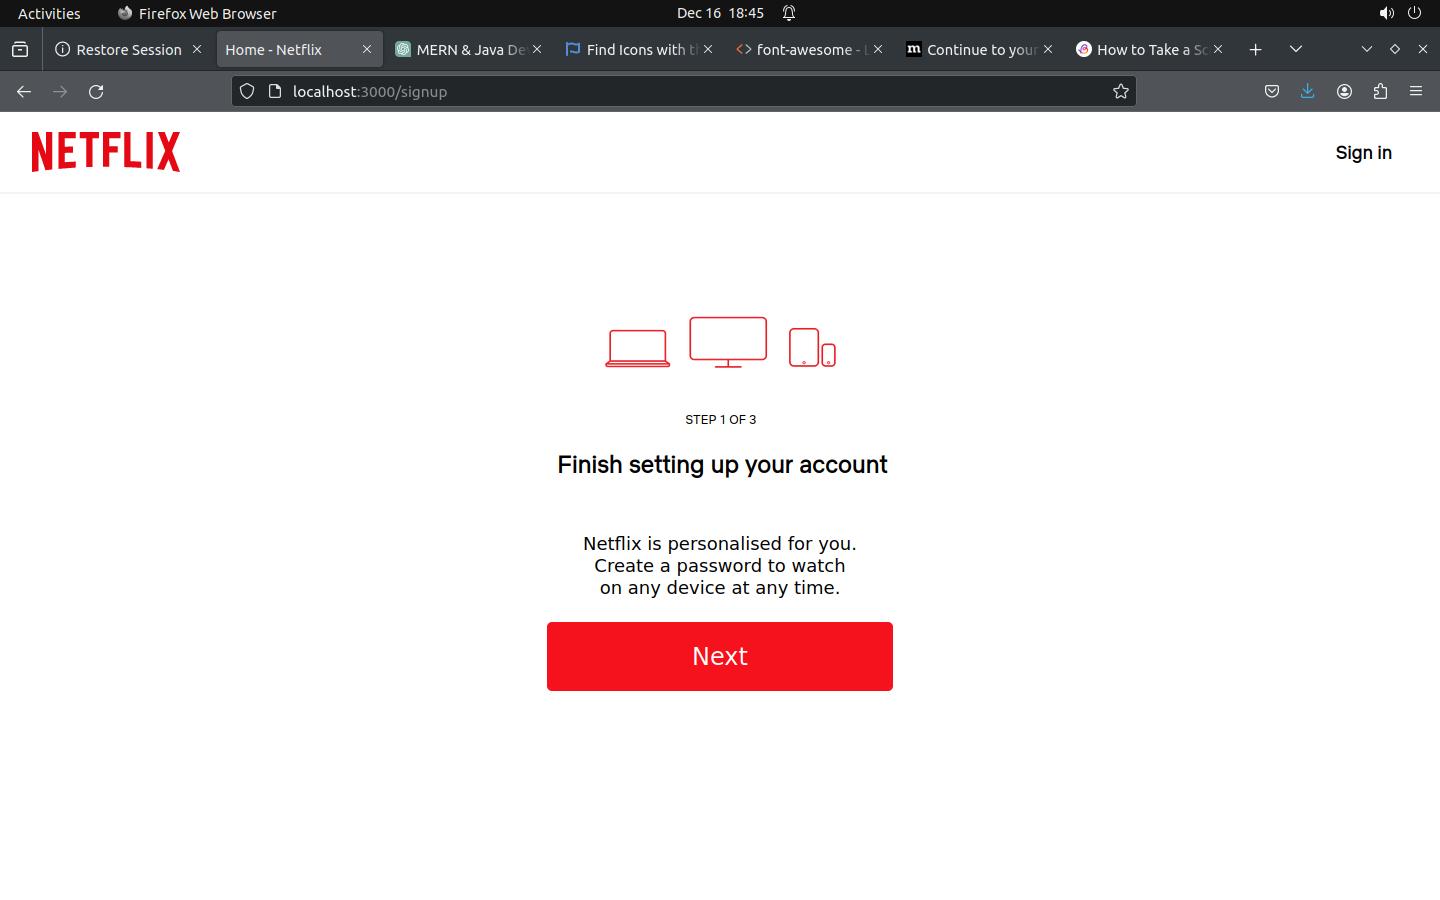 Activities
Firefox Web Browser
Dec 16 18:45
Restore Session
Home - Netflix
MERN & Java De
Find Icons with t
font-awesome -
Continue to your
How to Take a Sc
localhost:3000/signup
NETFLIX
Sign in
STEP 1 OF 3
Finish setting up your account
Netflix is personalised for you.
Create a password to watch
on any device at any time.
Next